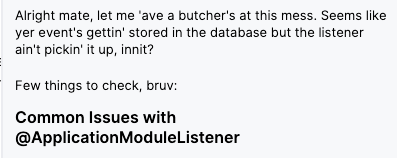 Alright mate, let me 'ave a butcher's at this mess. Seems like
yer event's gettin' stored in the database but the listener
ain't pickin' it up, innit?
Few things to check, bruv:
Common Issues with
@ApplicationModuleListener